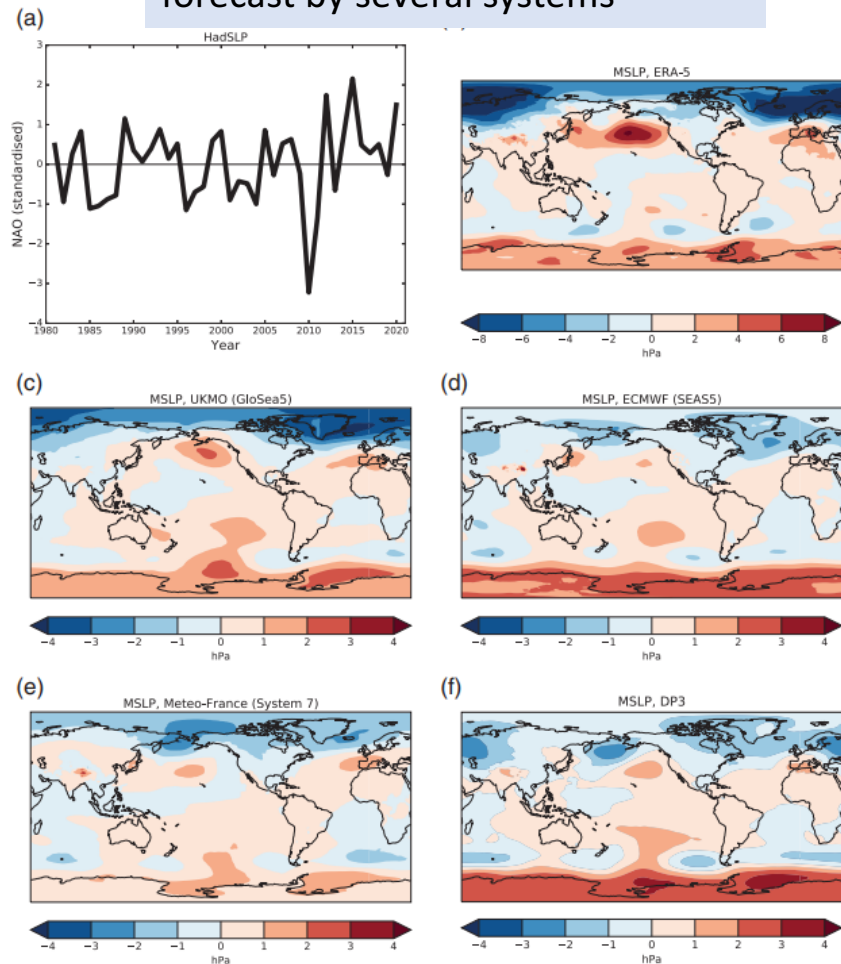 forecast by several systems
(a)
HadSLP
3
2
1
0
−1
−2
−3
−4
NAO (standardised)
1980 1985 1990 1995 2000 2005 2010 2015 2020
Year
MSLP, ERA-5
−8 −6 −4 −2 0 2 4 6 8
hPa
(c)
MSLP, UKMO (GloSea5)
−4 −3 −2 −1 0 1 2 3 4
hPa
(d)
MSLP, ECMWF (SEAS5)
−4 −3 −2 −1 0 1 2 3 4
hPa
(e)
MSLP, Meteo-France (System 7)
−4 −3 −2 −1 0 1 2 3 4
hPa
(f)
MSLP, DP3
−4 −3 −2 −1 0 1 2 3 4
hPa